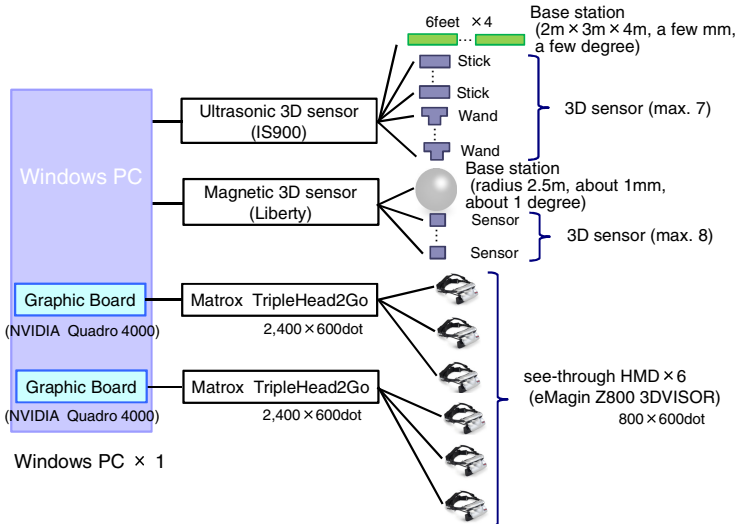 6feet ×4
Base station
(2m×3m×4m, a few mm,
a few degree)
Stick
Stick
Wand
Wand
3D sensor (max. 7)
Ultrasonic 3D sensor
(IS900)
Windows PC
Magnetic 3D sensor
(Liberty)
Base station
(radius 2.5m, about 1mm,
about 1 degree)
Sensor
Sensor
3D sensor (max. 8)
Graphic Board
(NVIDIA Quadro 4000)
Matrox TripleHead2Go
2,400×600dot
Graphic Board
(NVIDIA Quadro 4000)
Matrox TripleHead2Go
2,400×600dot
see-through HMD×6
(eMagin Z800 3DVISOR)
800×600dot
Windows PC × 1